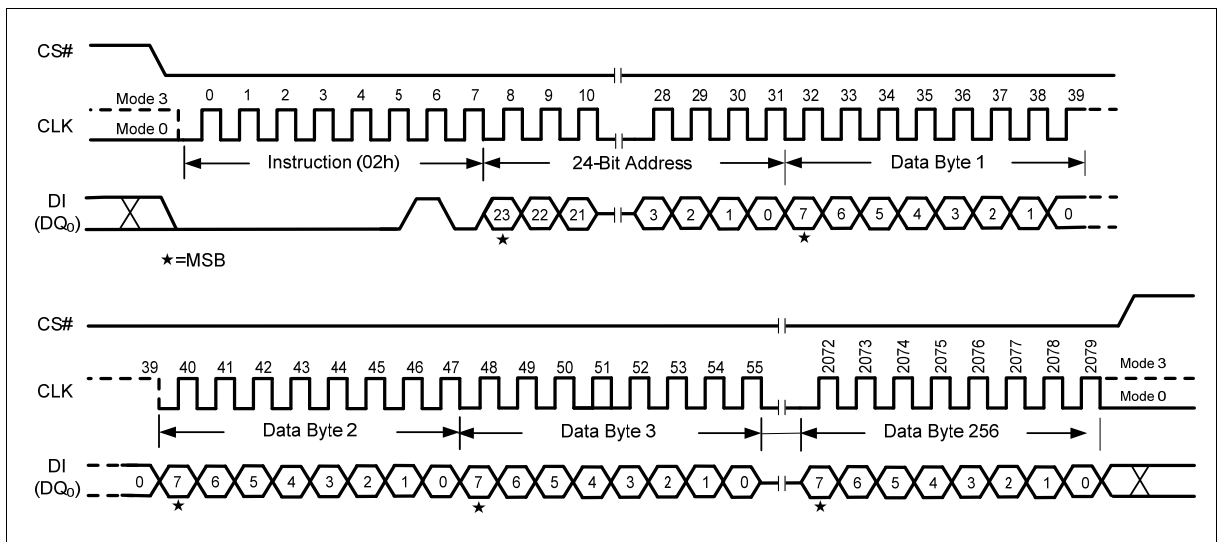 CS#
Mode 3 0 1 2 3 4 5 6 7 8 9 10 28 29 30 31 32 33 34 35 36 37 38 39
CLK Mode 0
Instruction (02h) 24-Bit Address Data Byte 1
DI
(DQ0) 23 22 21 3 2 1 0 7 6 5 4 3 2 1 0
★ ★
★=MSB
CS#
39 40 41 42 43 44 45 46 47 48 49 50 51 52 53 54 55 2072 2073 2074 2075 2076 2077 2078 2079 Mode 3
CLK Mode 0
Data Byte 2 Data Byte 3 Data Byte 256
DI
(DQ0) 0 7 6 5 4 3 2 1 0 7 6 5 4 3 2 1 0 7 6 5 4 3 2 1 0
★ ★ ★